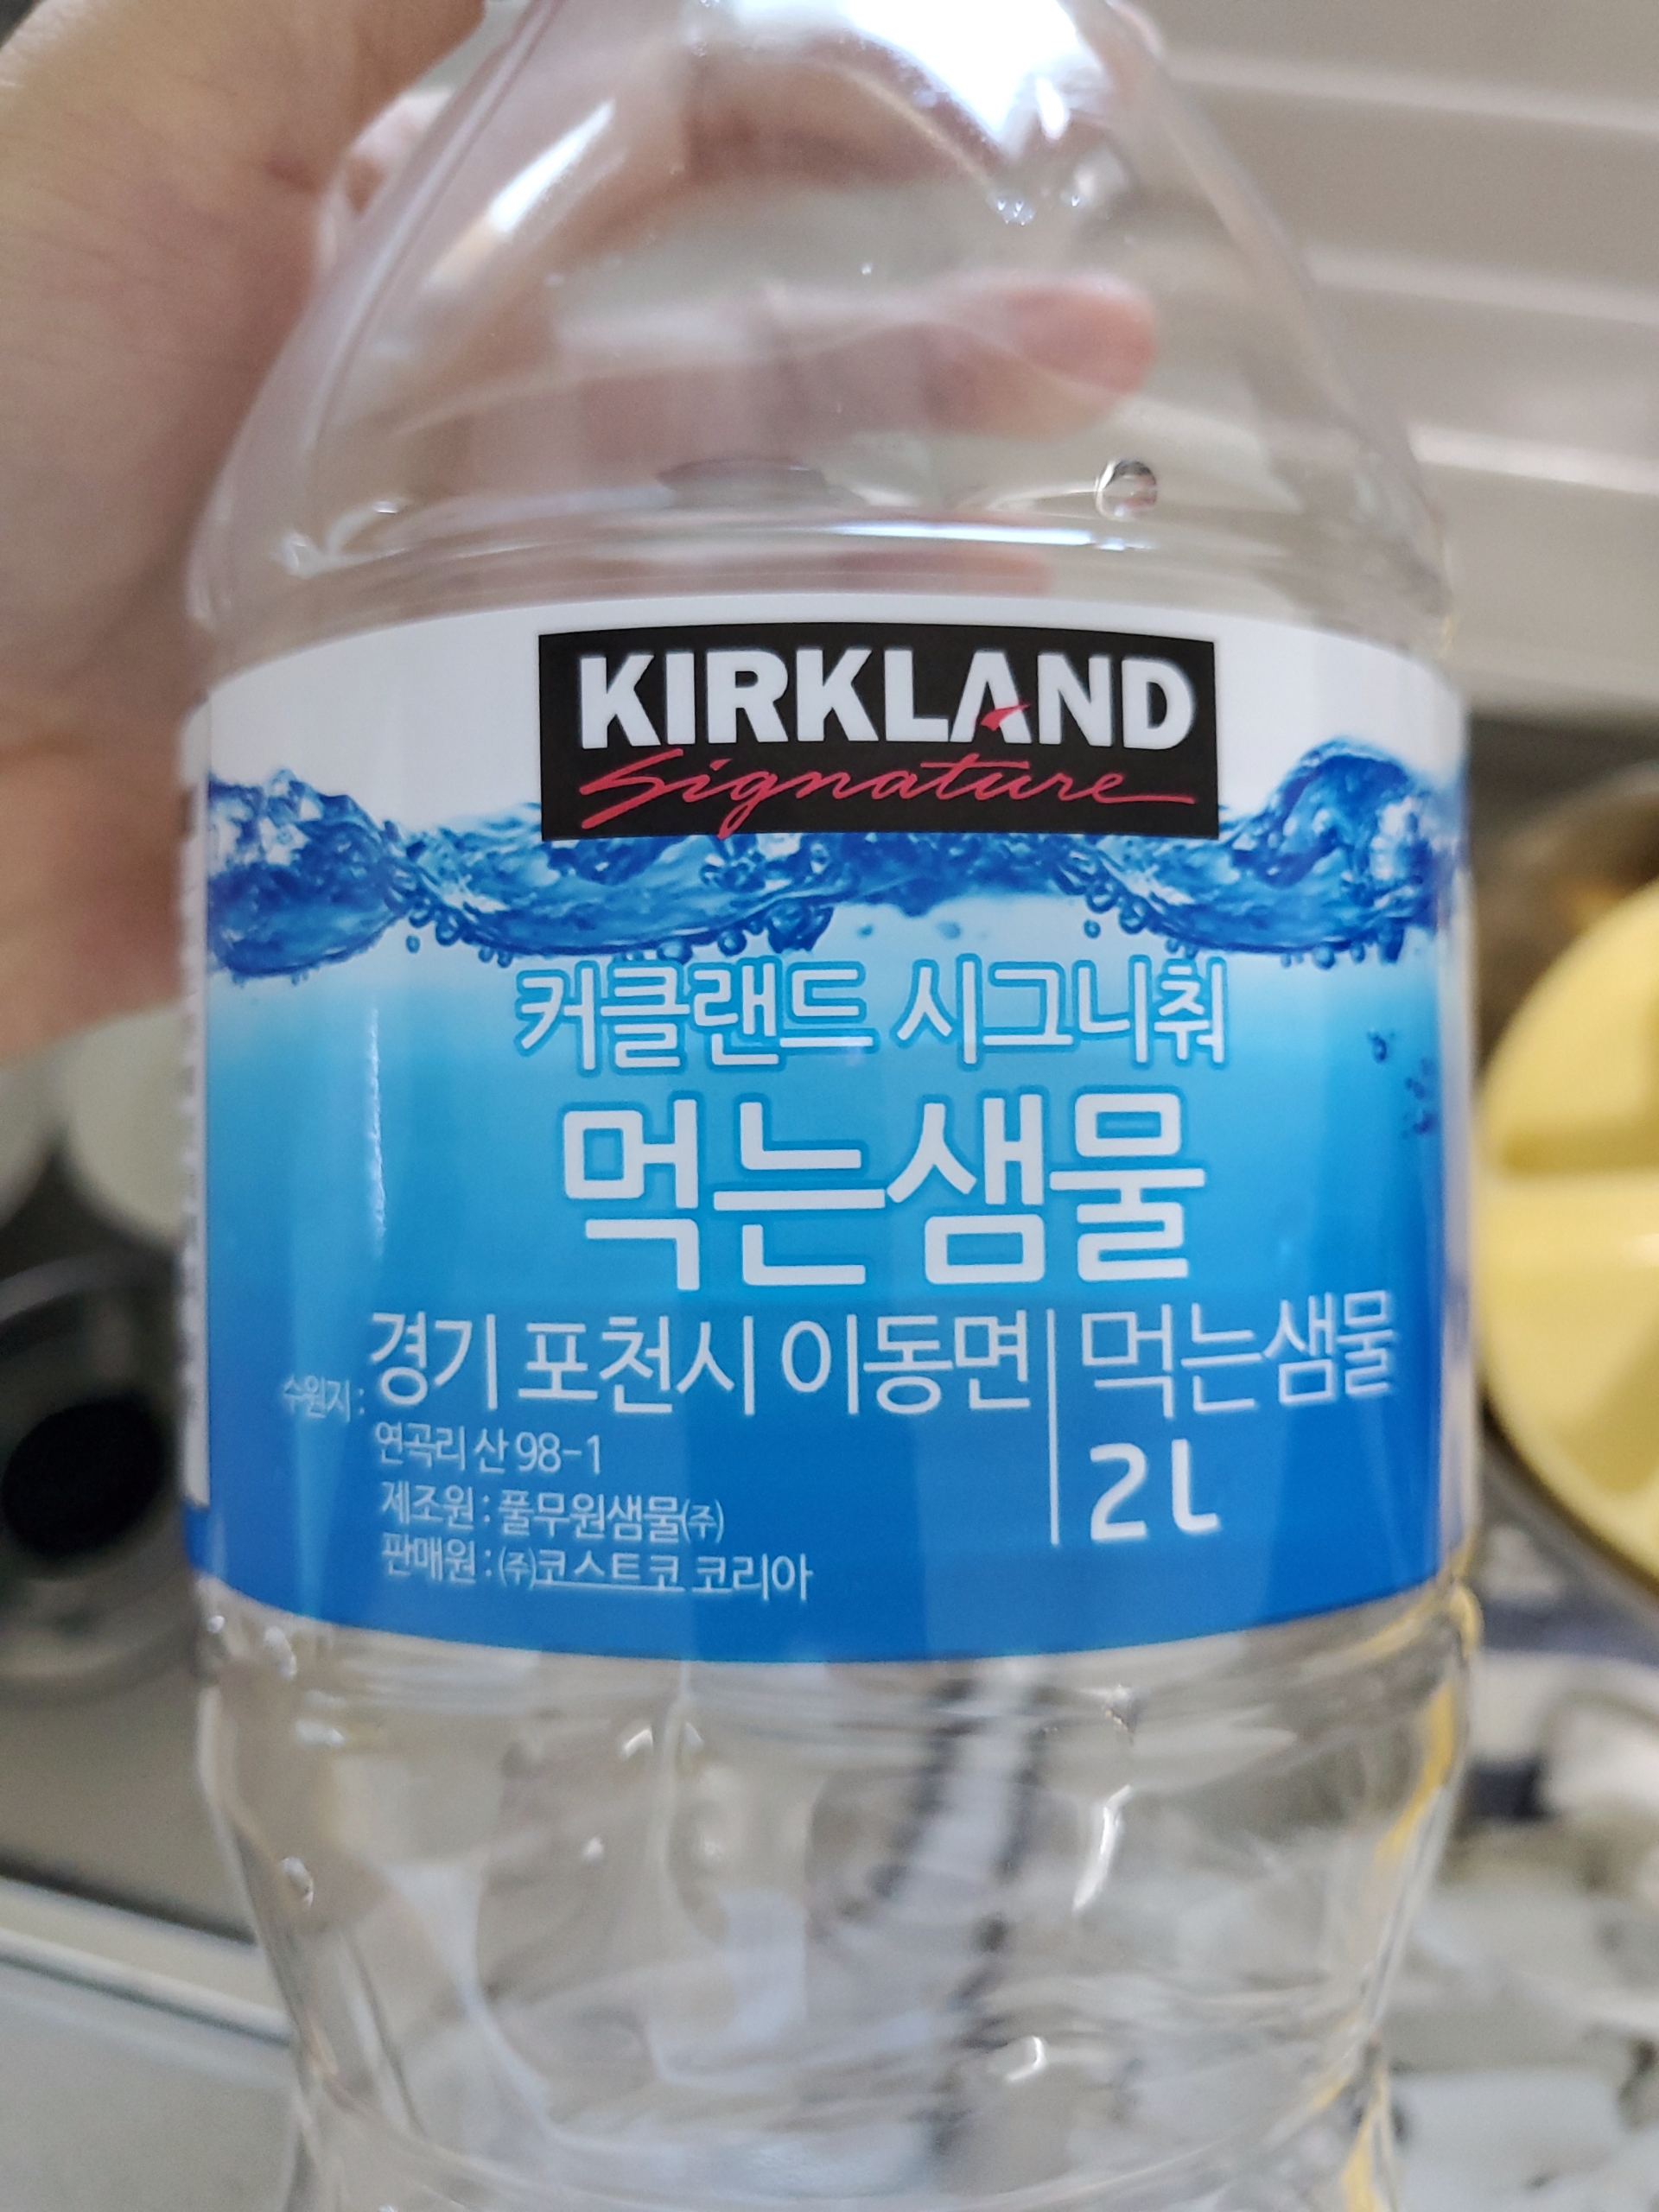 KIRKLAND
Signature
커클랜드 시그니춰
먹는샘물
수원지 : 경기 포천시 이동면
연곡리 산 98-1
제조원 : 풀무원샘물(주)
판매원 : (주)코스트코 코리아
먹는샘물
2L